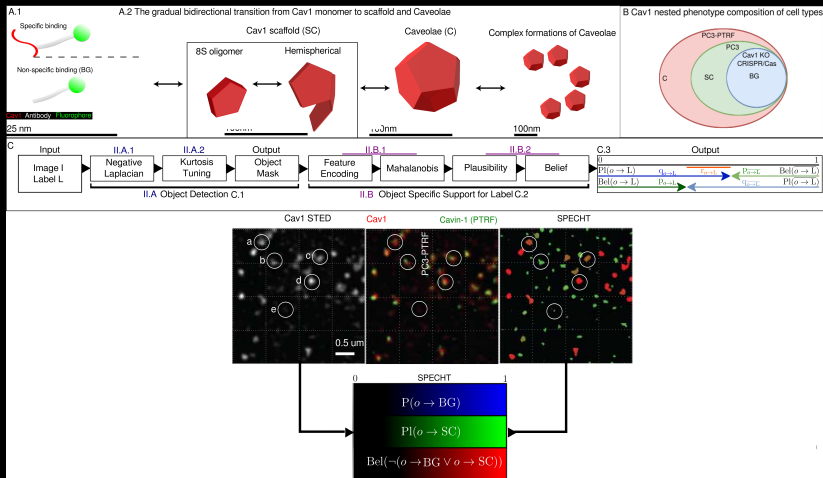 A.1
A.2 The gradual bidirectional transition from Cav1 monomer to scaffold and Caveolae
Specific binding
Non-specific binding (BG)
Cav1 Antibody Fluorophore
25 nm
Cav1 scaffold (SC)
8S oligomer
Hemispherical
Caveolae (C)
100nm
Complex formations of Caveolae
100nm
B Cav1 nested phenotype composition of cell types
PC3-PTRF
PC3
Cav1 KO
CRISPR/Cas
C
SC
BG
C
Input
II.A.1
II.A.2
Output
II.B.1
II.B.2
C.3
Output
Image I
Label L
Negative
Laplacian
Kurtosis
Tuning
Object
Mask
Feature
Encoding
Mahalanobis
Plausibility
Belief
II.A Object Detection C.1
II.B Object Specific Support for Label C.2
0
1
Pl(o → L)
Bel(o → L)
Bel(o → L)
Pl(o → L)
Cav1 STED
Cav1
Cavin-1 (PTRF)
SPECHT
a
b
c
d
e
0.5 um
PC3-PTRF
0
SPECHT
1
P(o → BG)
Pl(o → SC)
Bel(¬(o → BG ∨ o → SC))